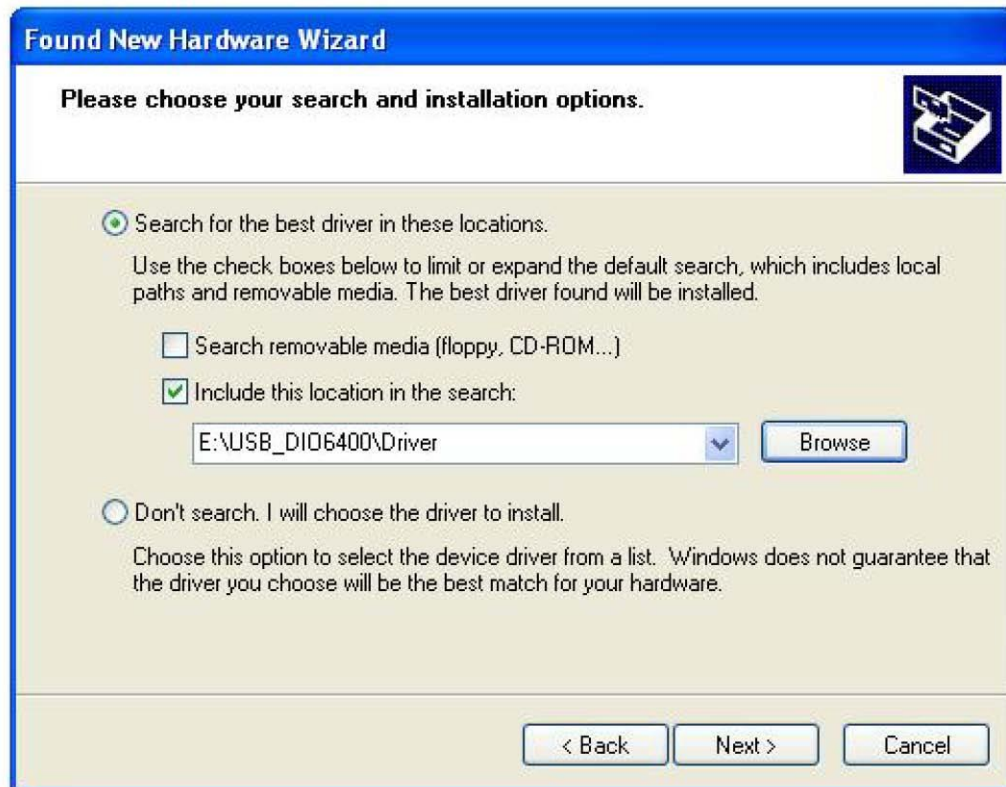 Found New Hardware Wizard
Please choose your search and installation options.
Search for the best driver in these locations.
Use the check boxes below to limit or expand the default search, which includes local
paths and removable media. The best driver found will be installed.
Search removable media (floppy, CD-ROM...)
Include this location in the search:
E:\USB_DIO6400\Driver
Browse
Don't search. I will choose the driver to install.
Choose this option to select the device driver from a list. Windows does not guarantee that
the driver you choose will be the best match for your hardware.
< Back
Next >
Cancel